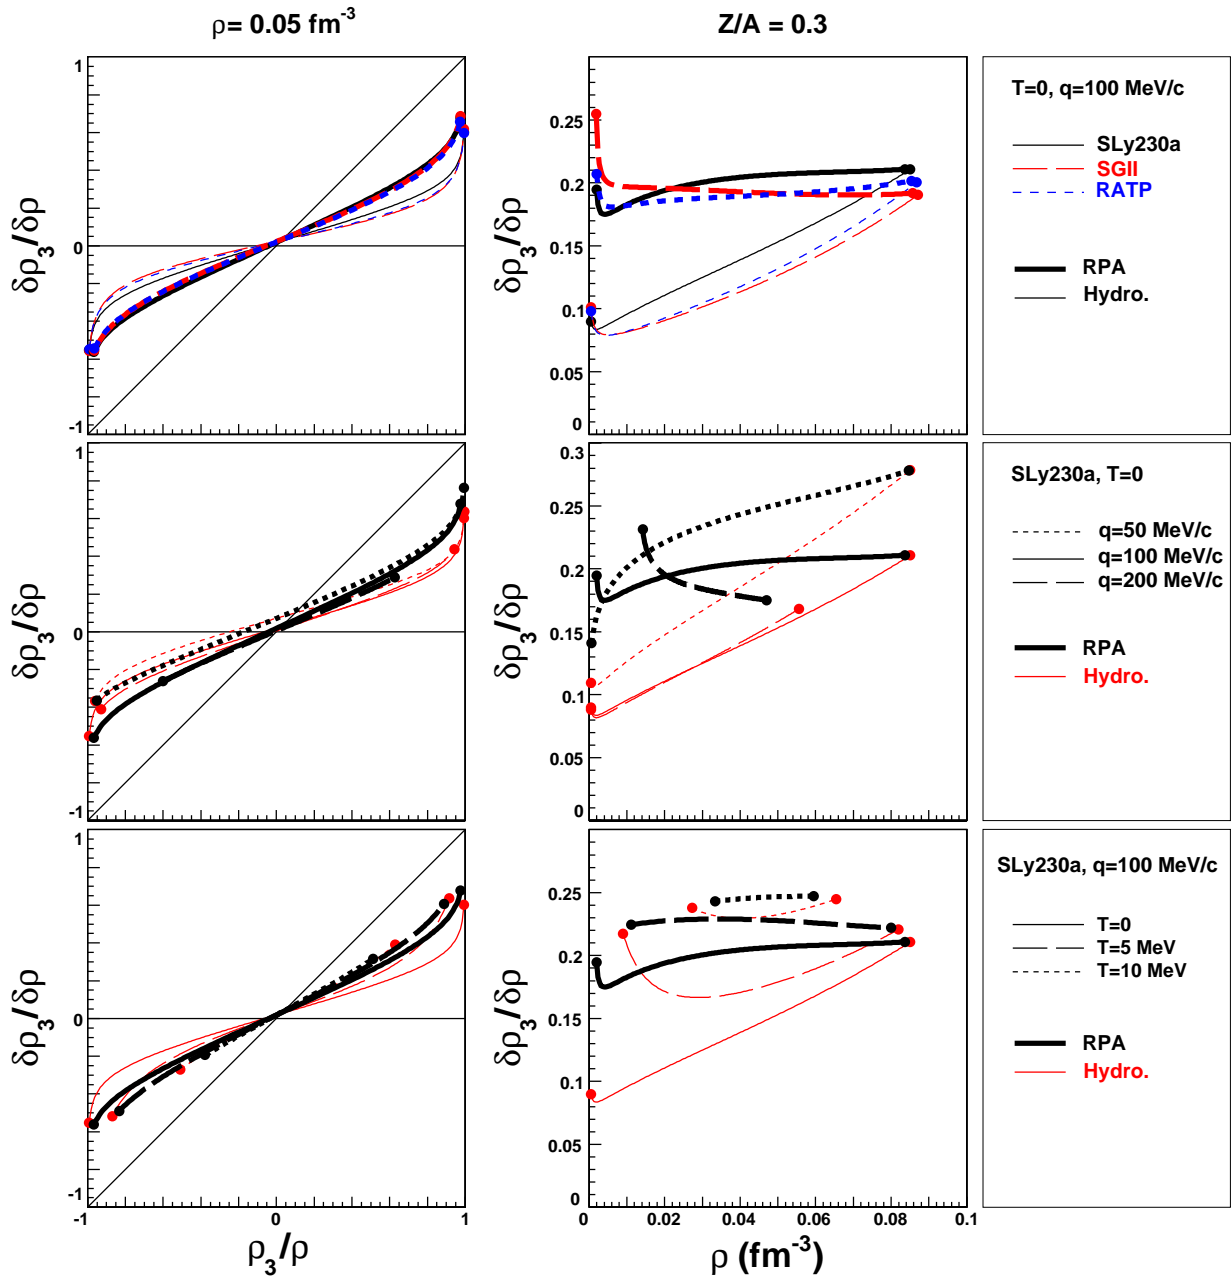 ρ= 0.05 fm⁻³
Z/A = 0.3
1
0
-1
δρ₃/δρ
0.25
0.2
0.15
0.1
0.05
0
δρ₃/δρ
T=0, q=100 MeV/c
SLy230a
SGII
RATP
RPA
Hydro.
1
0
-1
δρ₃/δρ
0.3
0.25
0.2
0.15
0.1
0.05
0
δρ₃/δρ
SLy230a, T=0
q=50 MeV/c
q=100 MeV/c
q=200 MeV/c
RPA
Hydro.
1
0
-1
δρ₃/δρ
-1
0
1
ρ₃/ρ
0.25
0.2
0.15
0.1
0.05
0
δρ₃/δρ
0
0.02
0.04
0.06
0.08
0.1
ρ (fm⁻³)
SLy230a, q=100 MeV/c
T=0
T=5 MeV
T=10 MeV
RPA
Hydro.